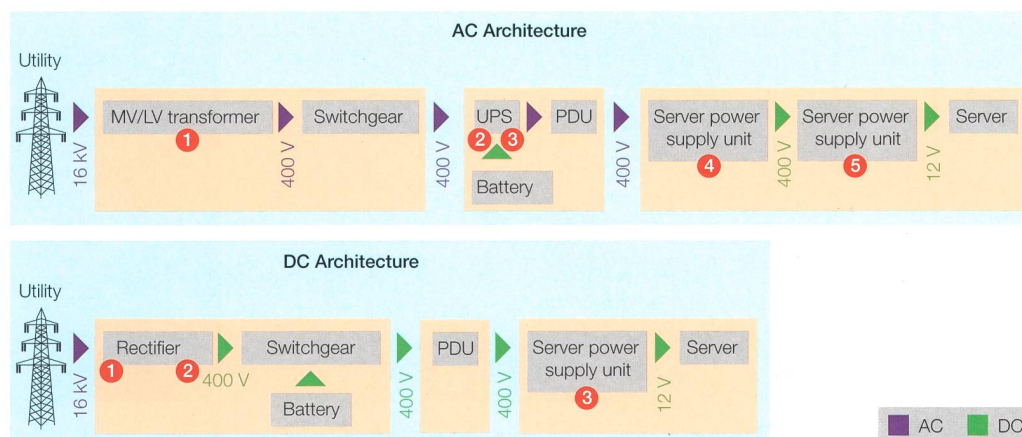 AC Architecture
Utility
16 kV
MV/LV transformer
1
400 V
Switchgear
400 V
UPS
2 3
Battery
PDU
400 V
Server power
supply unit
4
400 V
Server power
supply unit
5
12 V
Server
DC Architecture
Utility
16 kV
Rectifier
1 2
400 V
Switchgear
Battery
400 V
PDU
400 V
Server power
supply unit
3
12 V
Server
AC DC